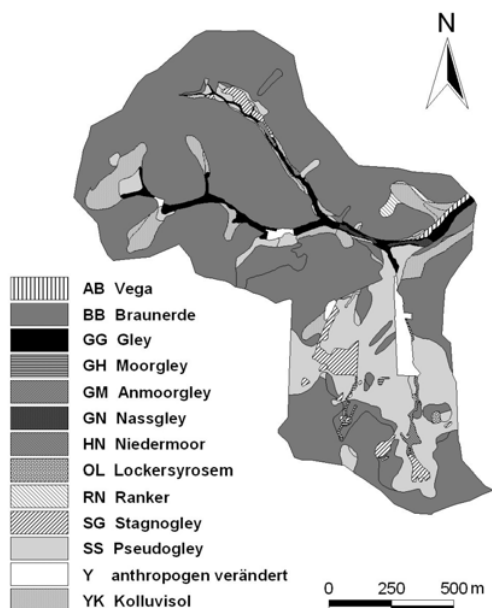 N
AB Vega
BB Braunerde
GG Gley
GH Moorgley
GM Anmoorgley
GN Nassgley
HN Niedermoor
OL Lockersyrosem
RN Ranker
SG Stagnogley
SS Pseudogley
Y anthropogen verändert
YK Kolluvisol
0 250 500 m